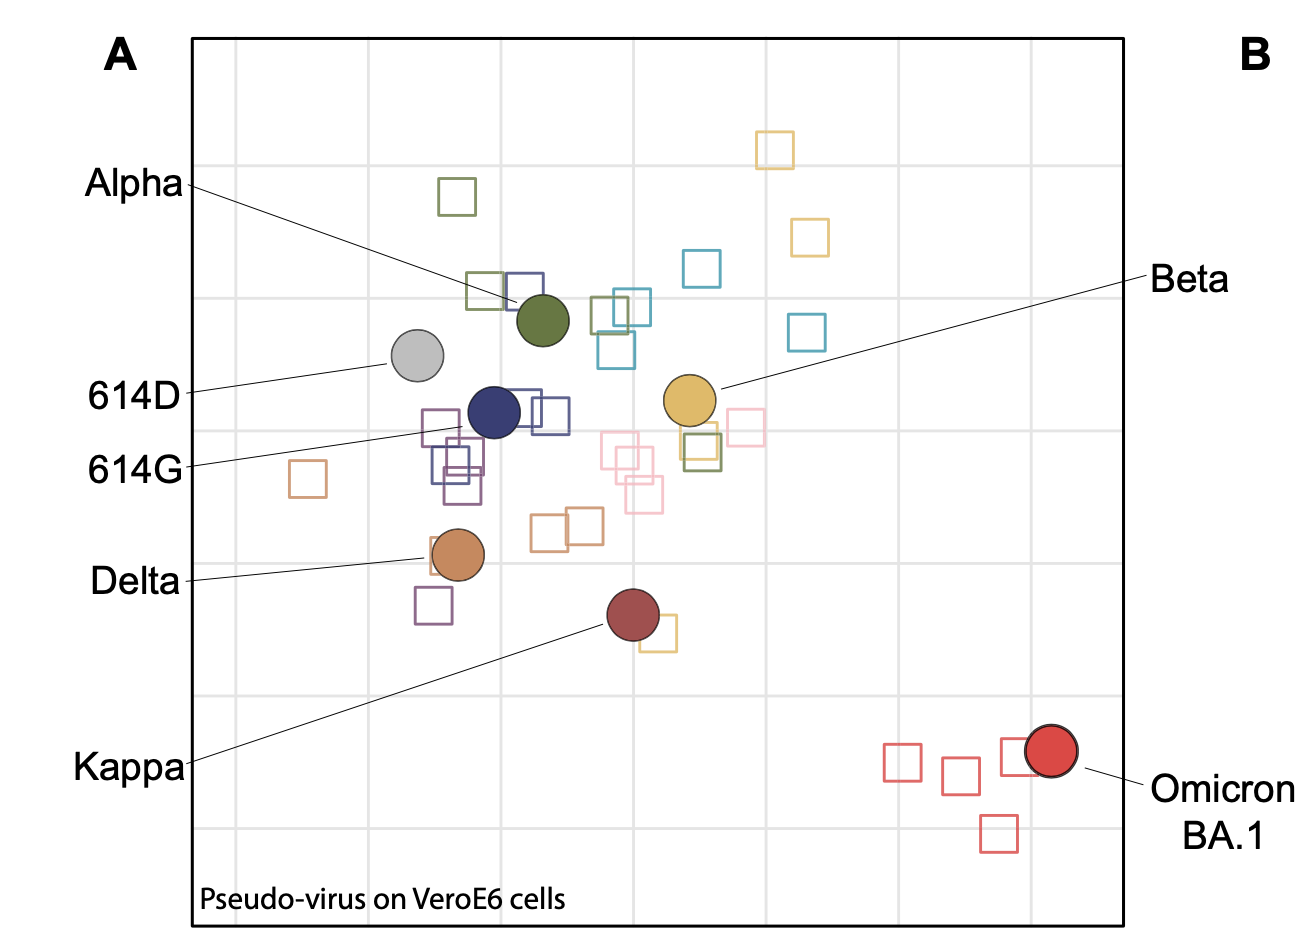 A
B
Alpha
Beta
614D
614G
Delta
Kappa
Omicron
BA.1
Pseudo-virus on VeroE6 cells